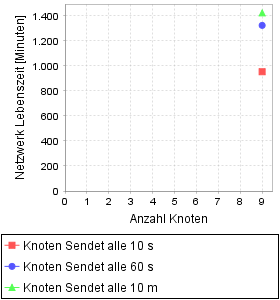 Netzwerk Lebenszeit [Minuten]
1.400
1.200
1.000
800
600
400
200
0
0 1 2 3 4 5 6 7 8 9
Anzahl Knoten
Knoten Sendet alle 10 s
Knoten Sendet alle 60 s
Knoten Sendet alle 10 m